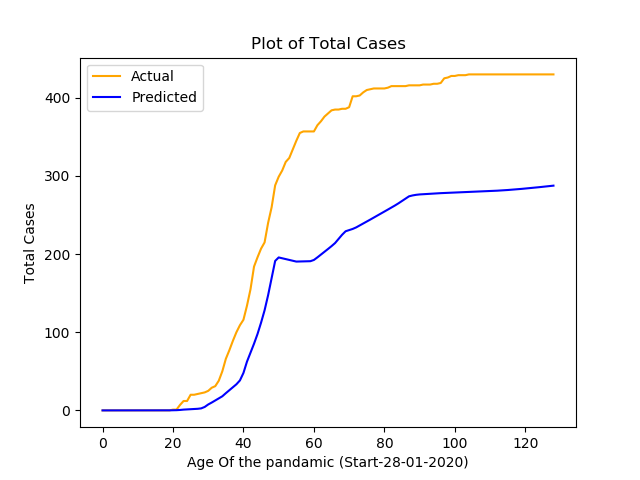 Plot of Total Cases
Actual
Predicted
400
300
200
100
0
Total Cases
0 20 40 60 80 100 120
Age Of the pandamic (Start-28-01-2020)